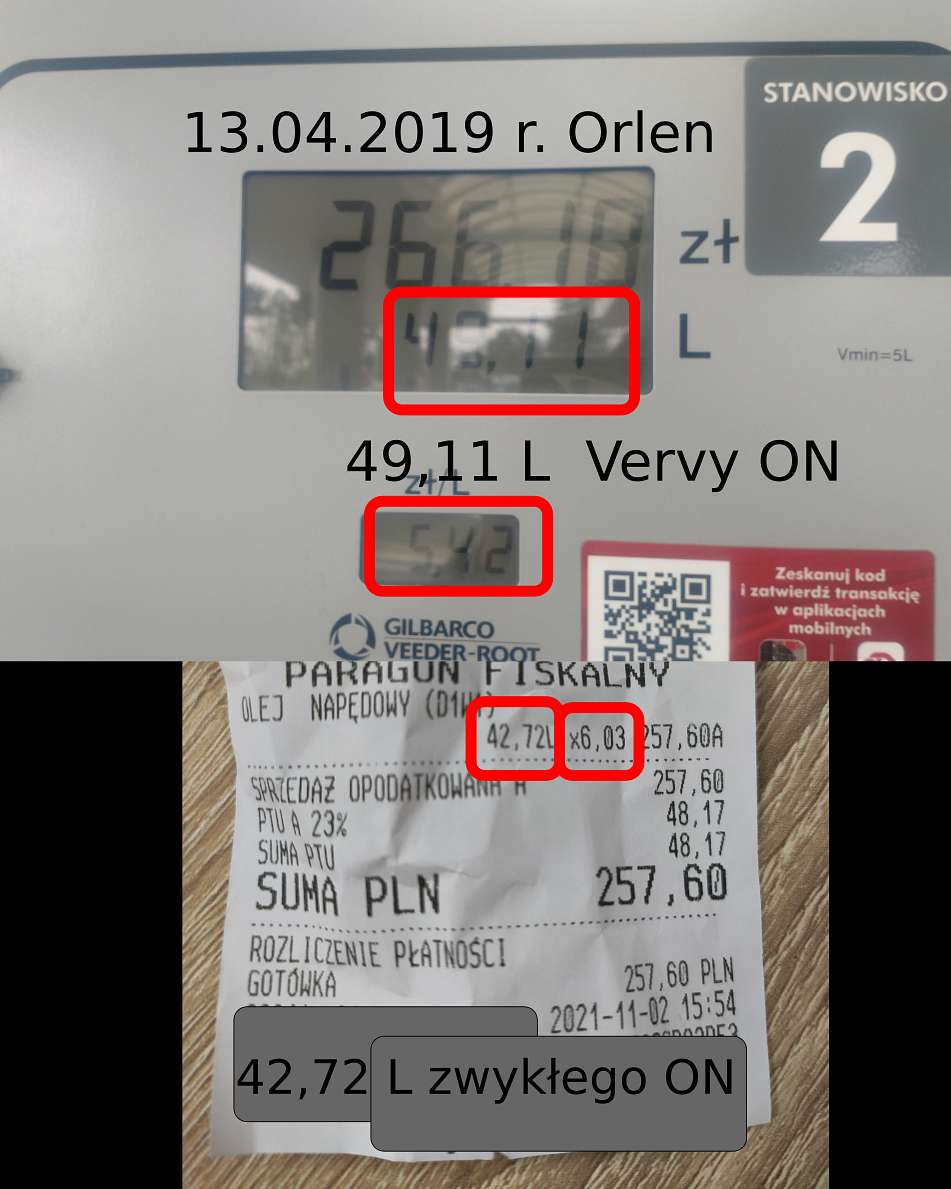 STANOWISKO
2
13.04.2019 r. Orlen
266,18 zł
49,11 L
Vmin=5L
49,11 L Vervy ON
zł/L
5,42
Zeskanuj kod
i zatwierdź transakcję
w aplikacjach
mobilnych
GILBARCO
VEEDER-ROOT
PARAGON FISKALNY
OLEJ NAPĘDOWY (D1W1)
42,72L x6,03 257,60A
SPRZEDAŻ OPODATKOWANA A 257,60
PTU A 23% 48,17
SUMA PTU 48,17
SUMA PLN 257,60
ROZLICZENIE PŁATNOŚCI
GOTÓWKA 257,60 PLN
2021-11-02 15:54
42,72 L zwykłego ON